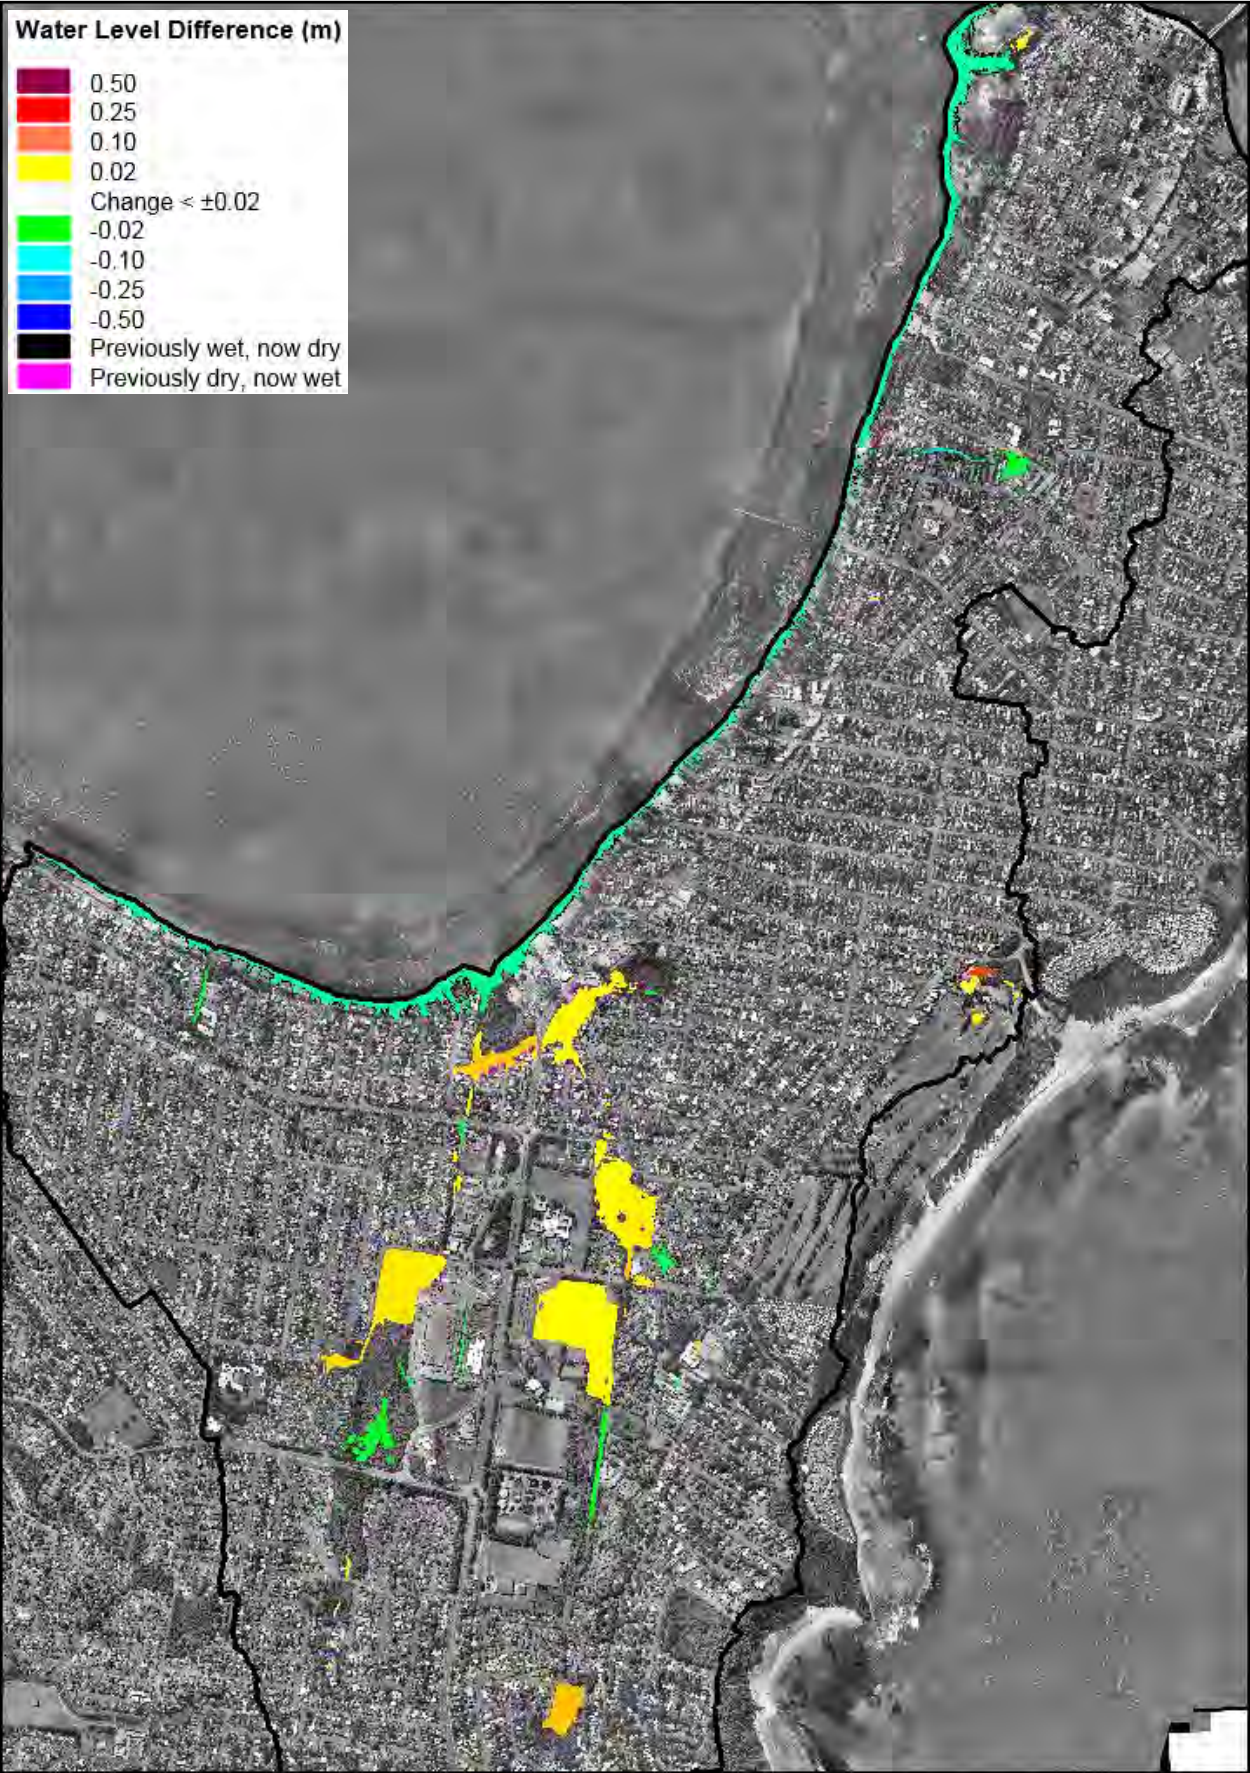 Water Level Difference (m)
0.50
0.25
0.10
0.02
Change < ±0.02
-0.02
-0.10
-0.25
-0.50
Previously wet, now dry
Previously dry, now wet